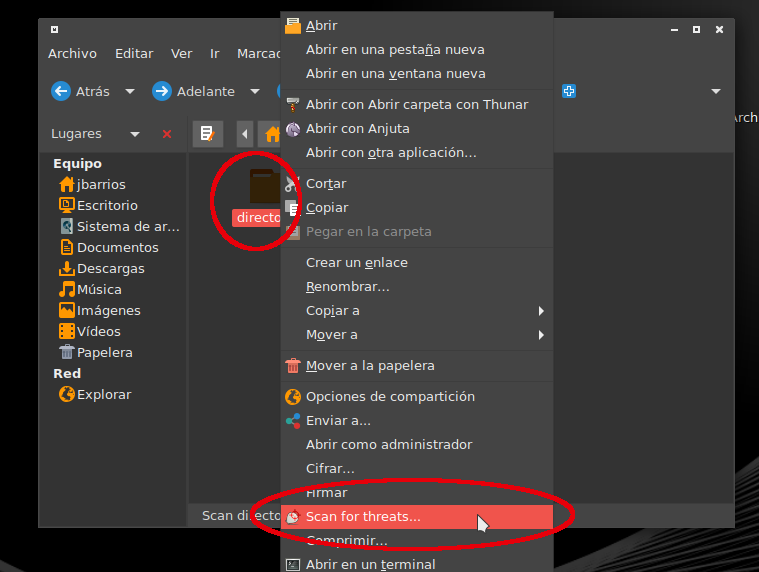 Archivo Editar Ver Ir Marcad
Atrás Adelante
Lugares
Equipo
jbarrios
Escritorio
Sistema de ar...
Documentos
Descargas
Música
Imágenes
Vídeos
Papelera
Red
Explorar
directo
Scan directo
Abrir
Abrir en una pestaña nueva
Abrir en una ventana nueva
Abrir con Abrir carpeta con Thunar
Abrir con Anjuta
Abrir con otra aplicación...
Cortar
Copiar
Pegar en la carpeta
Crear un enlace
Renombrar...
Copiar a
Mover a
Mover a la papelera
Opciones de compartición
Enviar a...
Abrir como administrador
Cifrar...
Firmar
Scan for threats...
Comprimir...
Abrir en un terminal
Arch